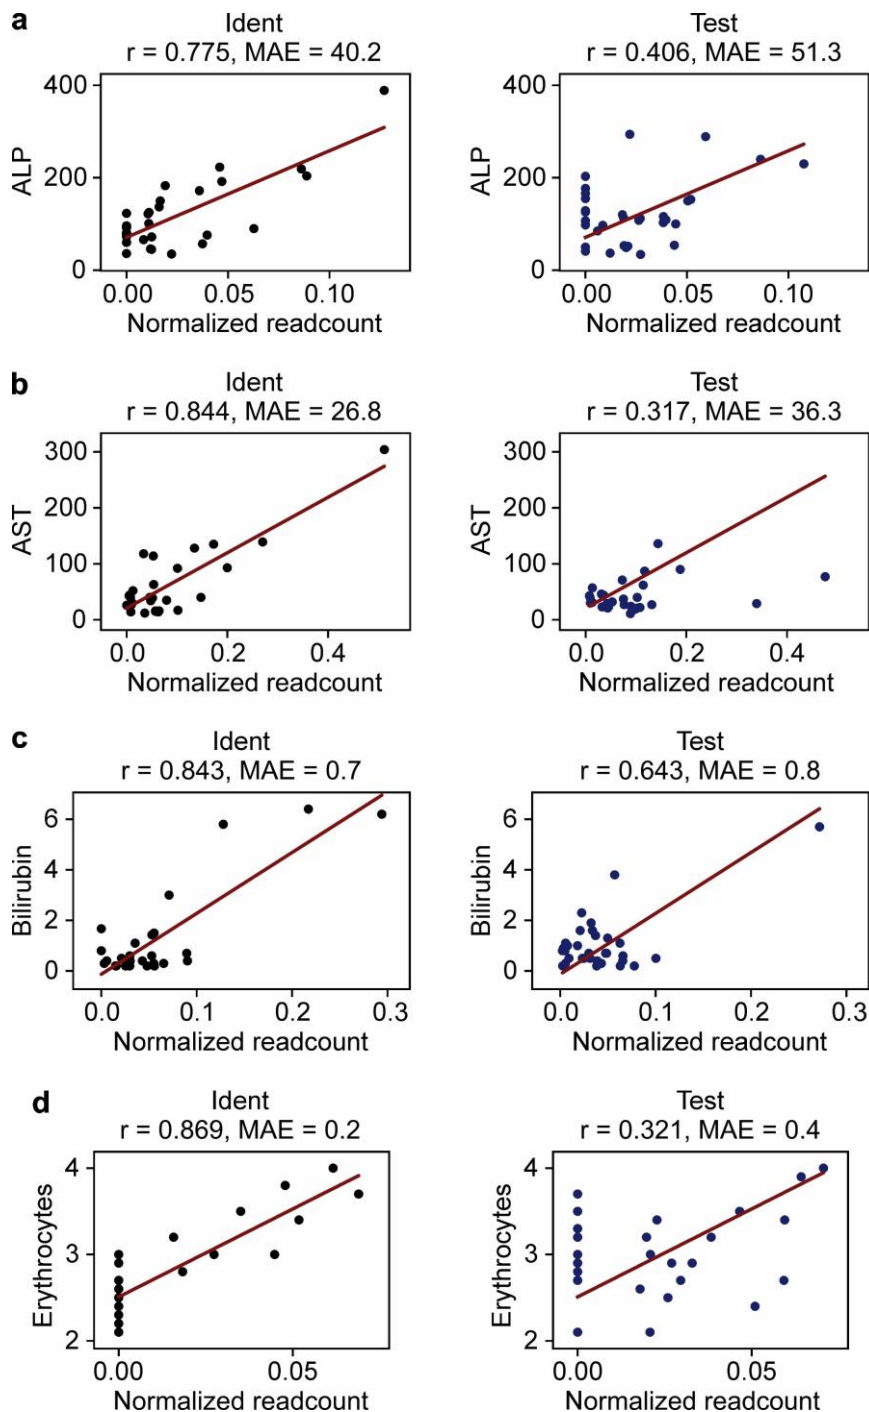 a
Ident
r = 0.775, MAE = 40.2
Test
r = 0.406, MAE = 51.3
ALP
400
200
0
0.00 0.05 0.10
Normalized readcount
ALP
400
200
0
0.00 0.05 0.10
Normalized readcount
b
Ident
r = 0.844, MAE = 26.8
Test
r = 0.317, MAE = 36.3
AST
300
200
100
0
0.0 0.2 0.4
Normalized readcount
AST
300
200
100
0
0.0 0.2 0.4
Normalized readcount
c
Ident
r = 0.843, MAE = 0.7
Test
r = 0.643, MAE = 0.8
Bilirubin
6
4
2
0
0.0 0.1 0.2 0.3
Normalized readcount
Bilirubin
6
4
2
0
0.0 0.1 0.2 0.3
Normalized readcount
d
Ident
r = 0.869, MAE = 0.2
Test
r = 0.321, MAE = 0.4
Erythrocytes
4
3
2
0.00 0.05
Normalized readcount
Erythrocytes
4
3
2
0.00 0.05
Normalized readcount